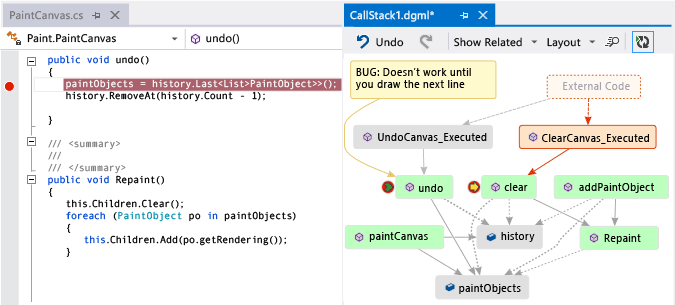 PaintCanvas.cs
Paint.PaintCanvas
undo()
public void undo()
{
paintObjects = history.Last<List>PaintObject>>();
history.RemoveAt(history.Count - 1);
}
/// <summary>
///
/// </summary>
public void Repaint()
{
this.Children.Clear();
foreach (PaintObject po in paintObjects)
{
this.Children.Add(po.getRendering());
}
}
CallStack1.dgml*
Undo
Show Related
Layout
BUG: Doesn't work until
you draw the next line
External Code
UndoCanvas_Executed
ClearCanvas_Executed
undo
clear
addPaintObject
paintCanvas
history
Repaint
paintObjects